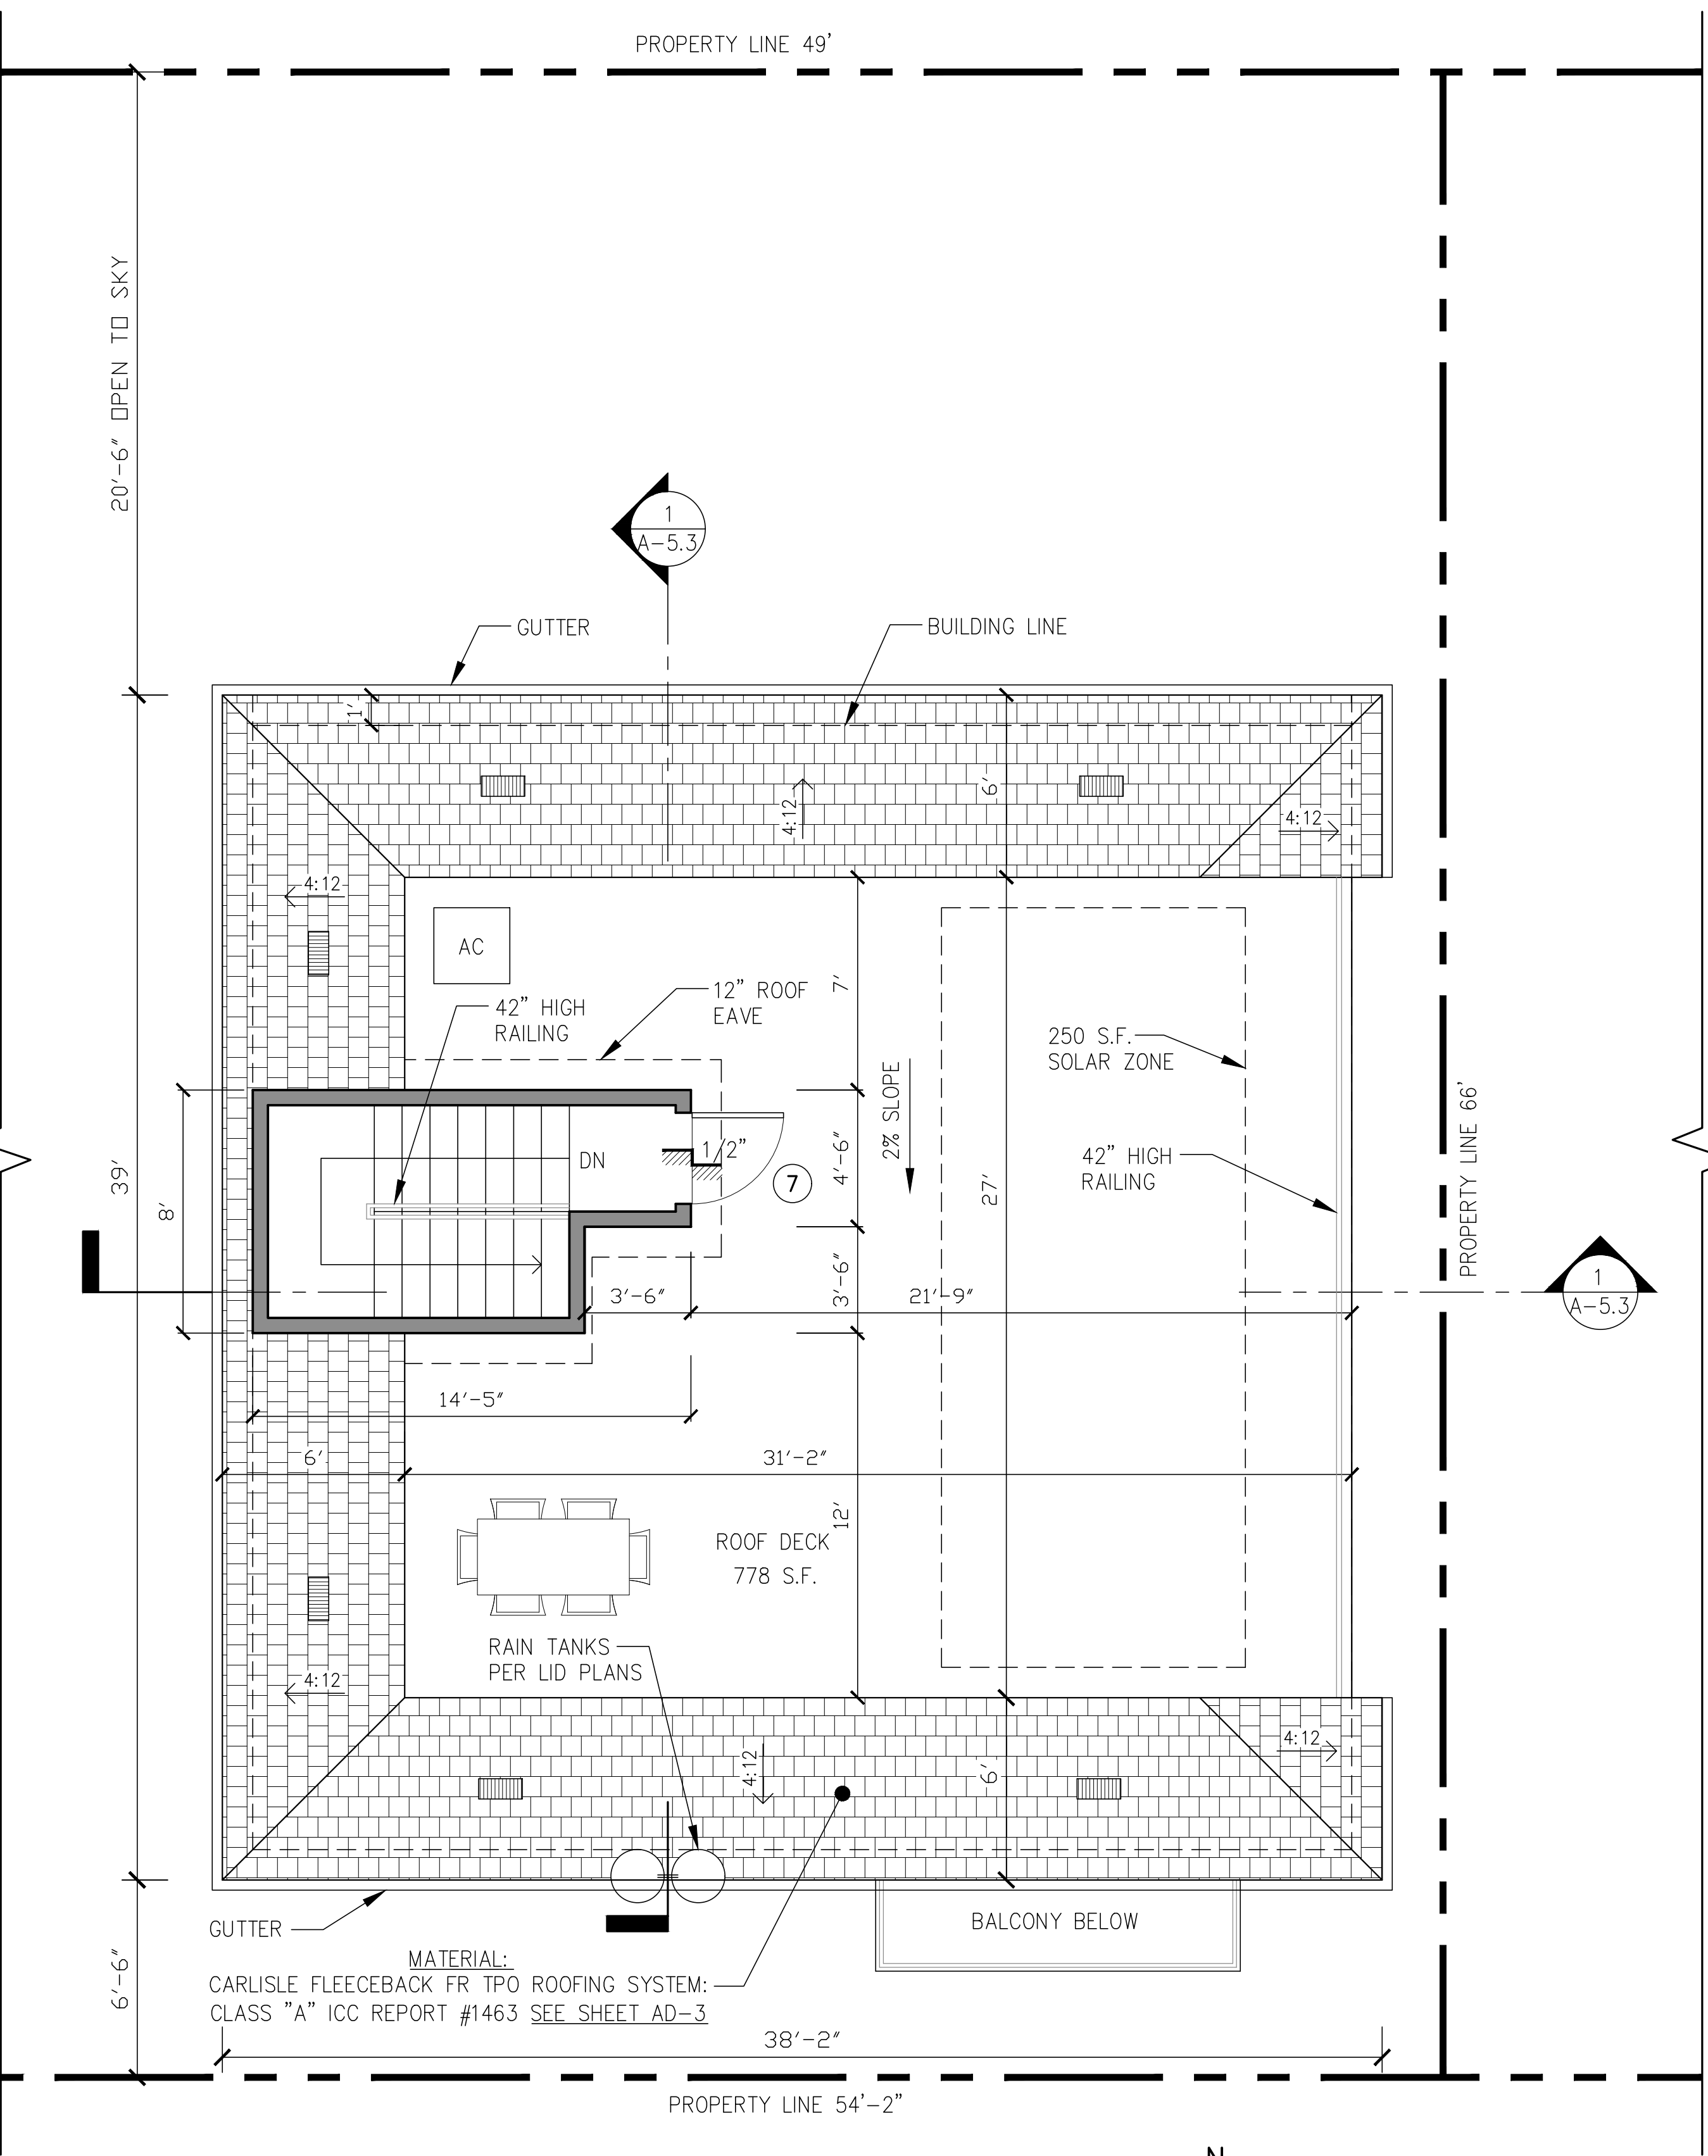 PROPERTY LINE 49'
20'-6" OPEN TO SKY
1
A-5.3
GUTTER
BUILDING LINE
1'
6'
4:12
4:12
4:12
AC
7'
12" ROOF
EAVE
42" HIGH
RAILING
250 S.F.
SOLAR ZONE
2% SLOPE
PROPERTY LINE 66'
39'
8'
DN
1/2"
7
4'-6"
27'
42" HIGH
RAILING
3'-6"
3'-6"
21'-9"
1
A-5.3
14'-5"
6'
31'-2"
12'
ROOF DECK
778 S.F.
RAIN TANKS
PER LID PLANS
4:12
4:12
4:12
6'
GUTTER
BALCONY BELOW
6'-6"
MATERIAL:
CARLISLE FLEECEBACK FR TPO ROOFING SYSTEM:
CLASS "A" ICC REPORT #1463 SEE SHEET AD-3
38'-2"
PROPERTY LINE 54'-2"